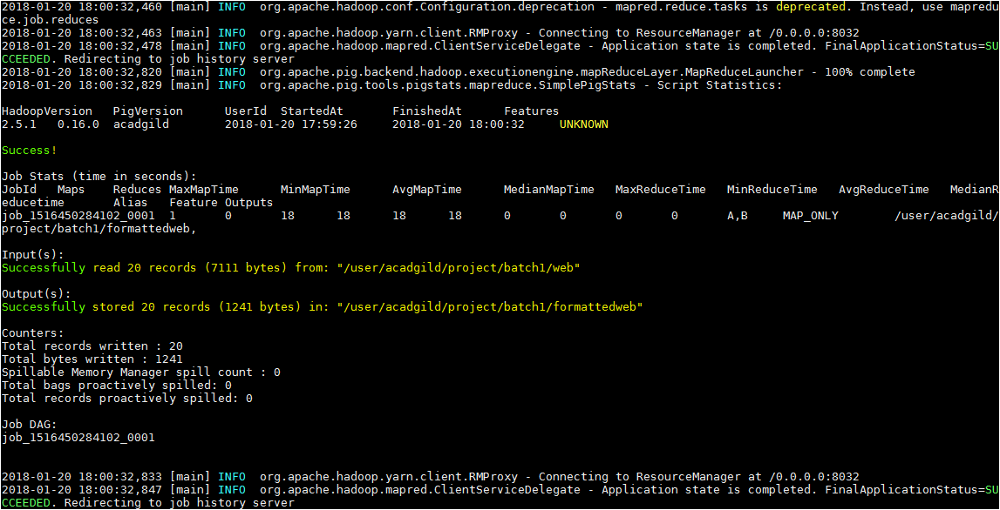 2018-01-20 18:00:32,460 [main] INFO  org.apache.hadoop.conf.Configuration.deprecation - mapred.reduce.tasks is deprecated. Instead, use mapredu
ce.job.reduces
2018-01-20 18:00:32,463 [main] INFO  org.apache.hadoop.yarn.client.RMProxy - Connecting to ResourceManager at /0.0.0.0:8032
2018-01-20 18:00:32,478 [main] INFO  org.apache.hadoop.mapred.ClientServiceDelegate - Application state is completed. FinalApplicationStatus=SU
CCEEDED. Redirecting to job history server
2018-01-20 18:00:32,820 [main] INFO  org.apache.pig.backend.hadoop.executionengine.mapReduceLayer.MapReduceLauncher - 100% complete
2018-01-20 18:00:32,829 [main] INFO  org.apache.pig.tools.pigstats.mapreduce.SimplePigStats - Script Statistics:
HadoopVersion   PigVersion      UserId  StartedAt       FinishedAt      Features
2.5.1   0.16.0  acadgild        2018-01-20 17:59:26     2018-01-20 18:00:32     UNKNOWN
Success!
Job Stats (time in seconds):
JobId   Maps    Reduces MaxMapTime      MinMapTime      AvgMapTime      MedianMapTime   MaxReduceTime   MinReduceTime   AvgReduceTime   MedianR
educetime       Alias   Feature Outputs
job_1516450284102_0001  1       0       18      18      18      18      0       0       0       0       A,B     MAP_ONLY        /user/acadgild/
project/batch1/formattedweb,
Input(s):
Successfully read 20 records (7111 bytes) from: "/user/acadgild/project/batch1/web"
Output(s):
Successfully stored 20 records (1241 bytes) in: "/user/acadgild/project/batch1/formattedweb"
Counters:
Total records written : 20
Total bytes written : 1241
Spillable Memory Manager spill count : 0
Total bags proactively spilled: 0
Total records proactively spilled: 0
Job DAG:
job_1516450284102_0001
2018-01-20 18:00:32,833 [main] INFO  org.apache.hadoop.yarn.client.RMProxy - Connecting to ResourceManager at /0.0.0.0:8032
2018-01-20 18:00:32,847 [main] INFO  org.apache.hadoop.mapred.ClientServiceDelegate - Application state is completed. FinalApplicationStatus=SU
CCEEDED. Redirecting to job history server